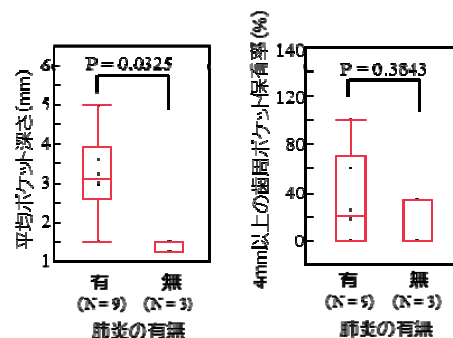 平均ポケット深さ(mm)
6
5
4
3
2
1
P = 0.0325
有
無
(N = 9)
(N = 3)
肺炎の有無
4mm以上の歯周ポケット保有率(%)
140
120
80
40
0
P = 0.3843
有
無
(N = 5)
(N = 3)
肺炎の有無